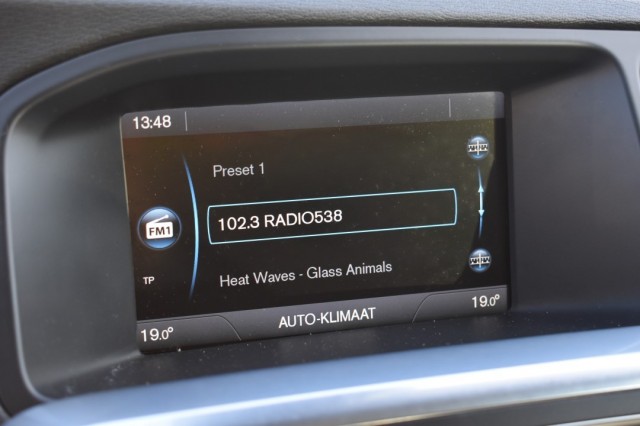 13:48
Preset 1
FM1
102.3 RADIO538
TP
Heat Waves - Glass Animals
19.0°
AUTO-KLIMAAT
19.0°